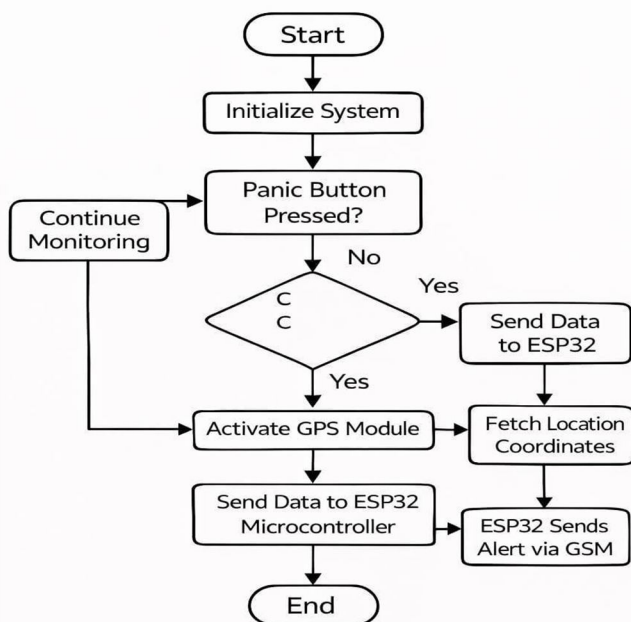 Start
Initialize System
Panic Button
Pressed?
Continue
Monitoring
No
C
C
Yes
Send Data
to ESP32
Yes
Activate GPS Module
Fetch Location
Coordinates
Send Data to ESP32
Microcontroller
ESP32 Sends
Alert via GSM
End